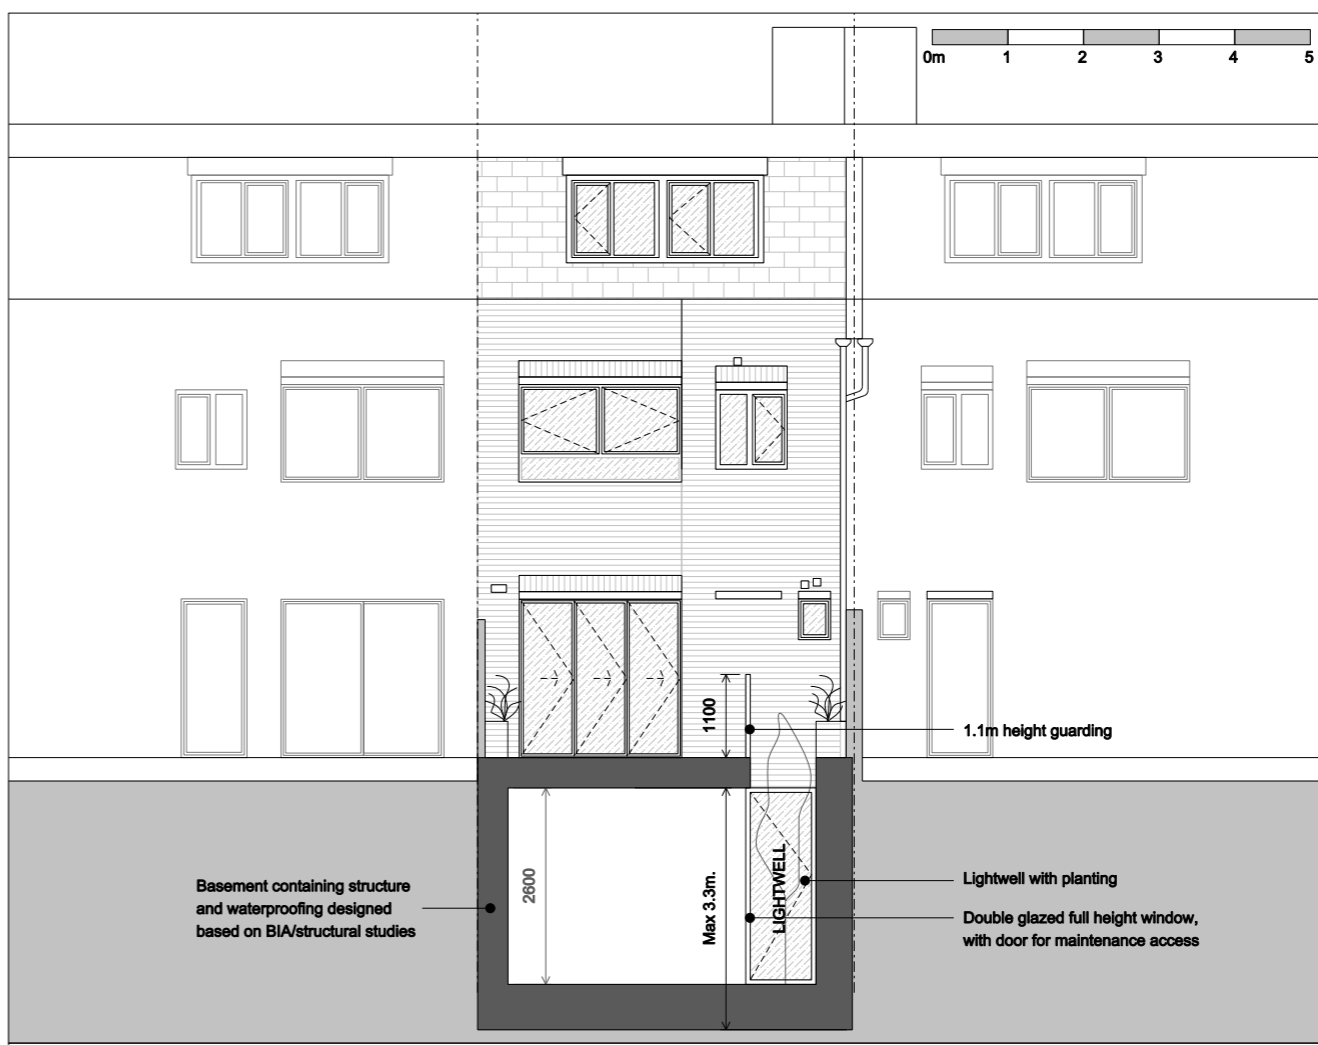 0m 1 2 3 4 5
1100
1.1m height guarding
2600
Max 3.3m.
LIGHTWELL
Basement containing structure
and waterproofing designed
based on BIA/structural studies
Lightwell with planting
Double glazed full height window,
with door for maintenance access